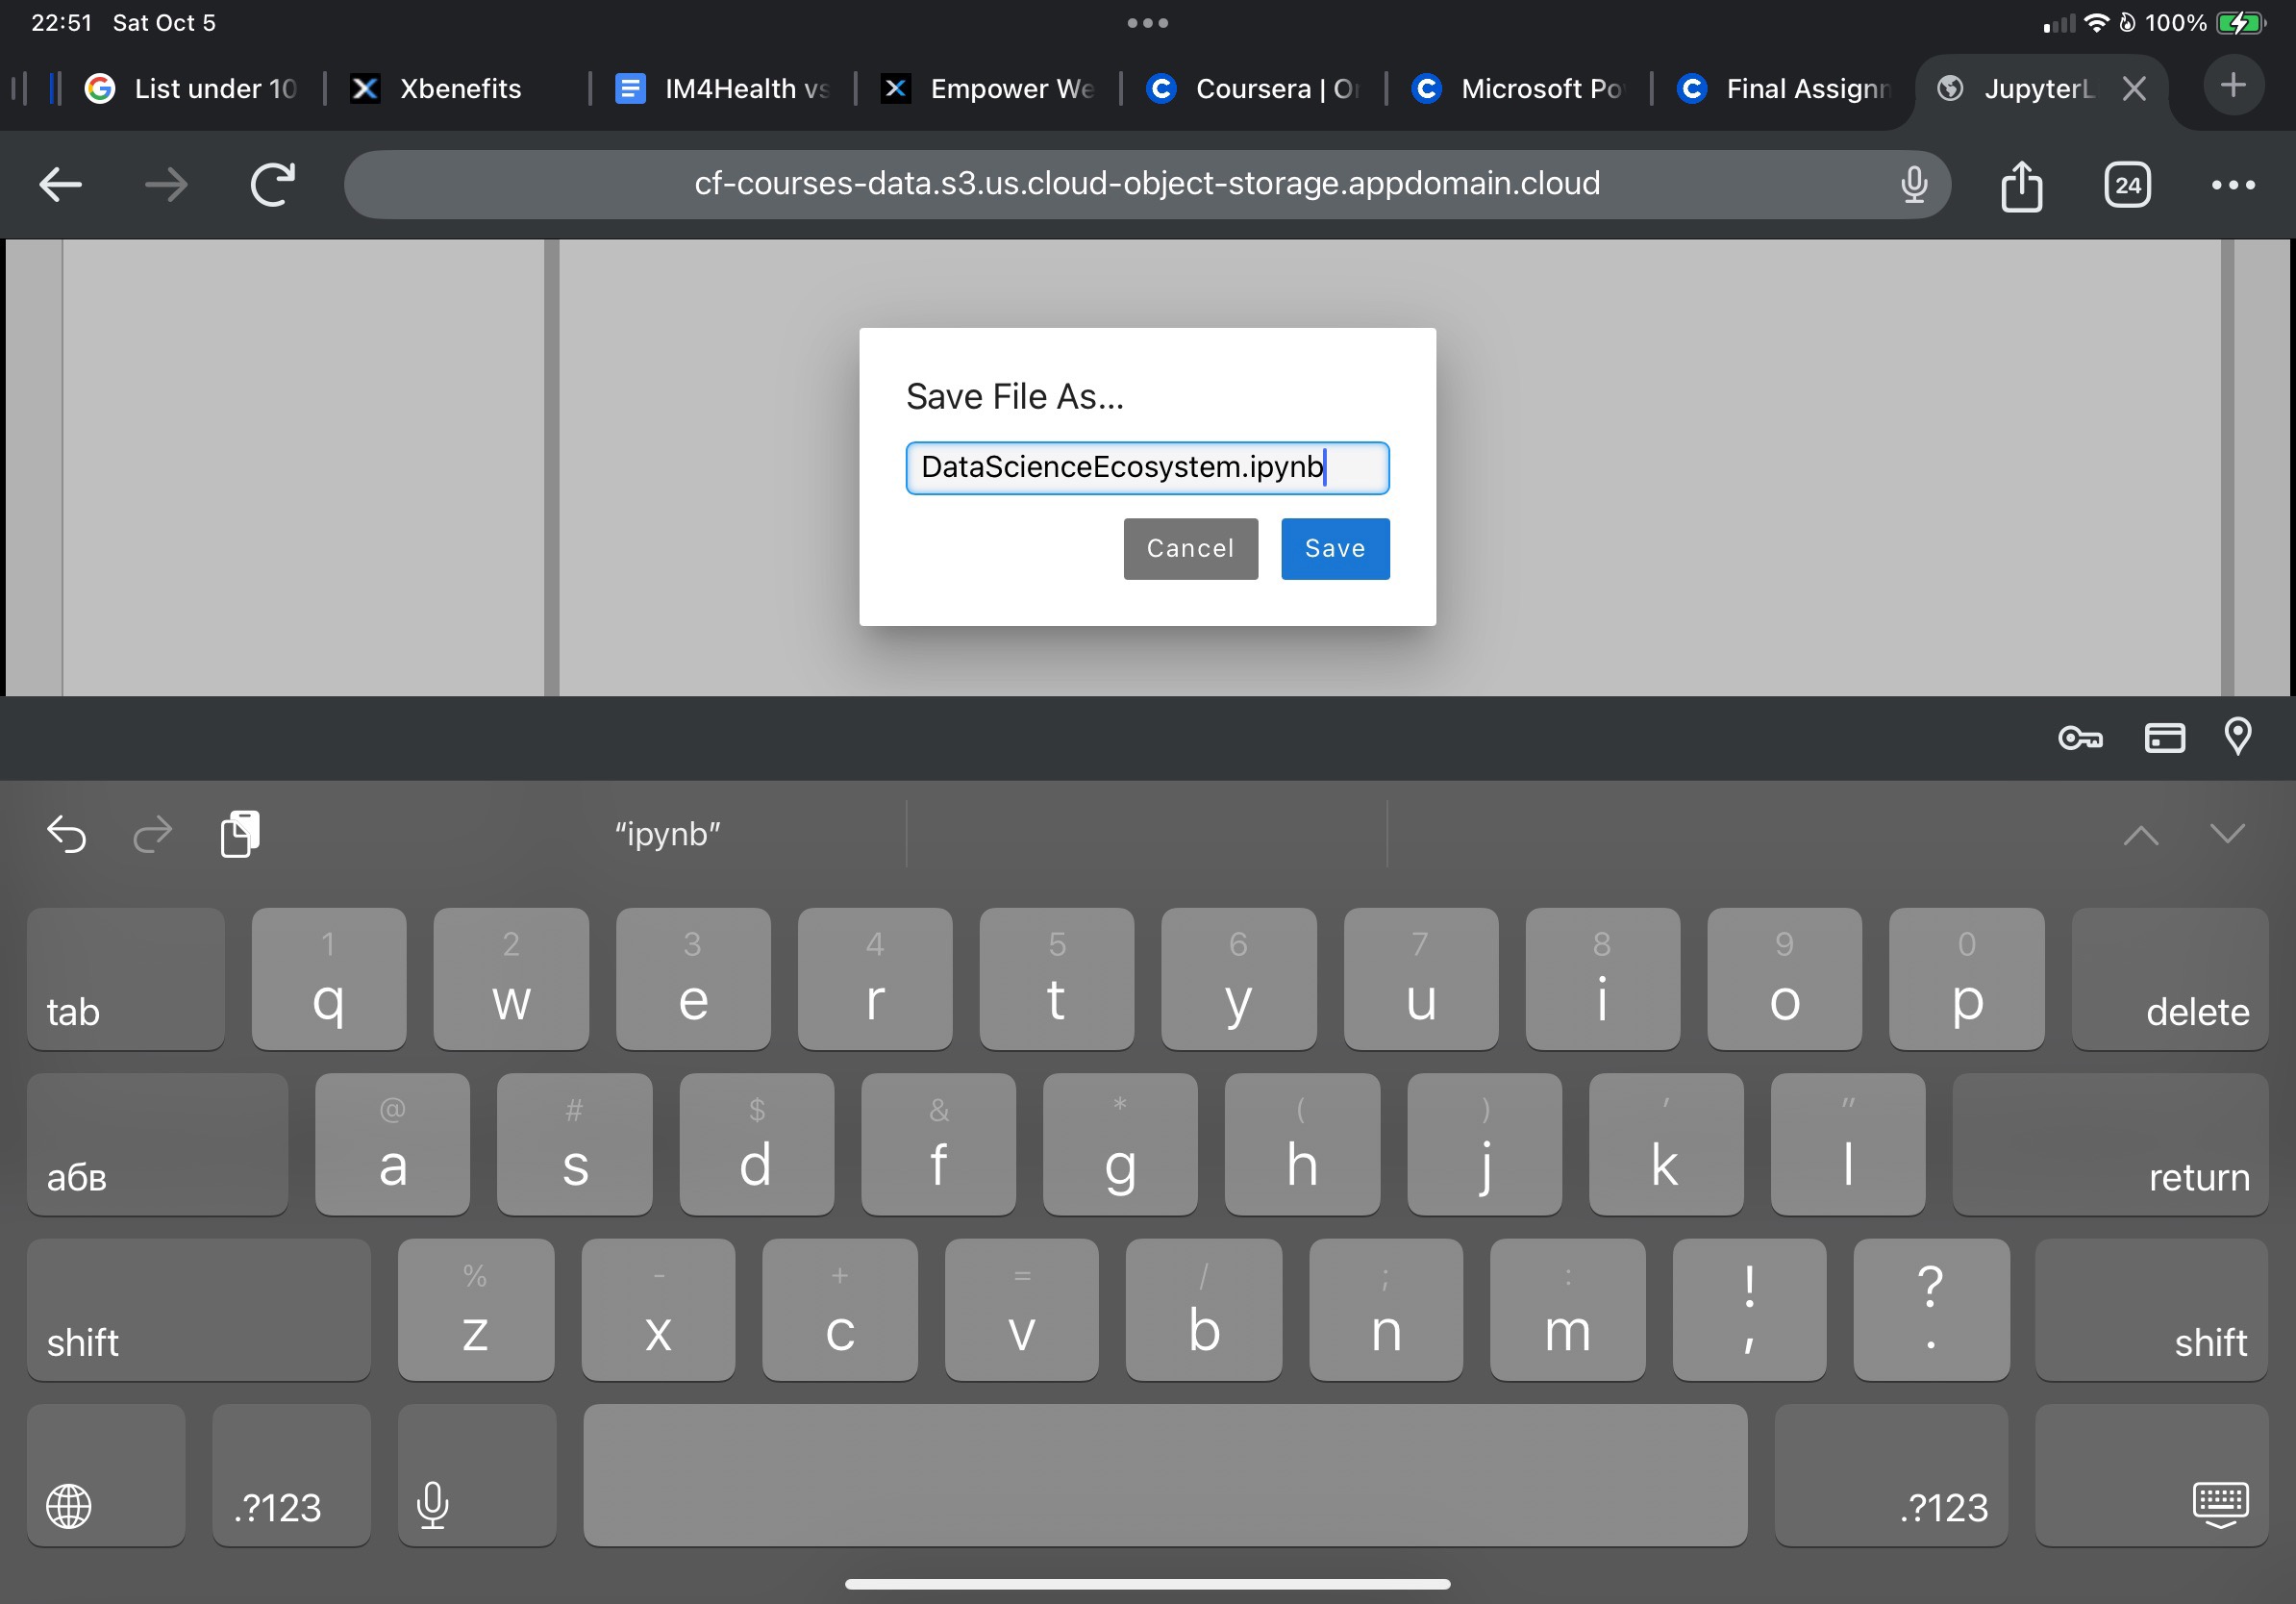 22:51 Sat Oct 5
100%
List under 10
Xbenefits
IM4Health vs
Empower We
Coursera | O
Microsoft Po
Final Assignm
JupyterL
cf-courses-data.s3.us.cloud-object-storage.appdomain.cloud
24
Save File As...
DataScienceEcosystem.ipynb
Cancel Save
“ipynb”
1 2 3 4 5 6 7 8 9 0
tab q w e r t y u i o p delete
@ # $ & * ( ) ' "
абв a s d f g h j k l return
% - + = / ; : ! ?
shift z x c v b n m , . shift
.?123 .?123